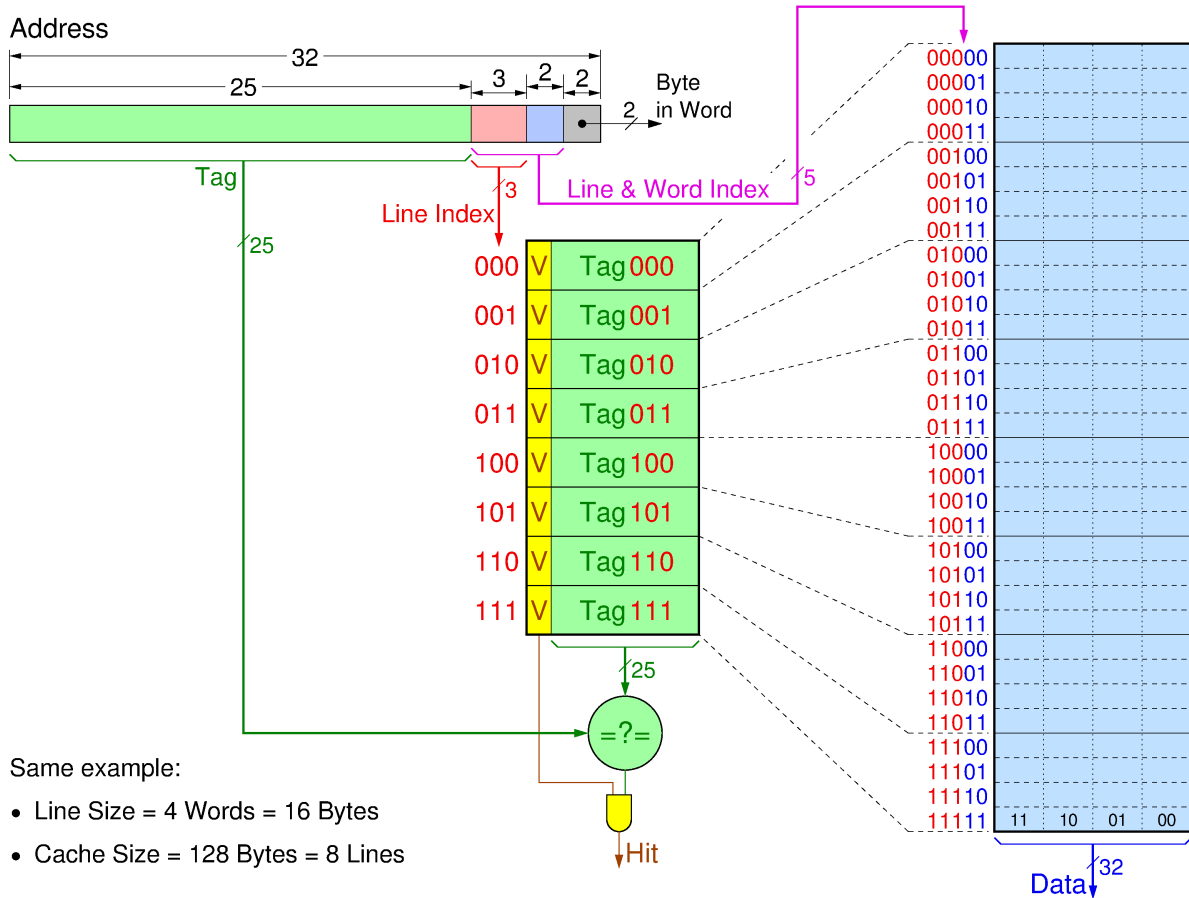 Address
32
25
3
2
2
Byte
in Word
2
Tag
Line Index
3
Line & Word Index
5
25
000 V Tag 000
001 V Tag 001
010 V Tag 010
011 V Tag 011
100 V Tag 100
101 V Tag 101
110 V Tag 110
111 V Tag 111
25
=?=
Hit
00000
00001
00010
00011
00100
00101
00110
00111
01000
01001
01010
01011
01100
01101
01110
01111
10000
10001
10010
10011
10100
10101
10110
10111
11000
11001
11010
11011
11100
11101
11110
11111
11 10 01 00
32
Data
Same example:
• Line Size = 4 Words = 16 Bytes
• Cache Size = 128 Bytes = 8 Lines